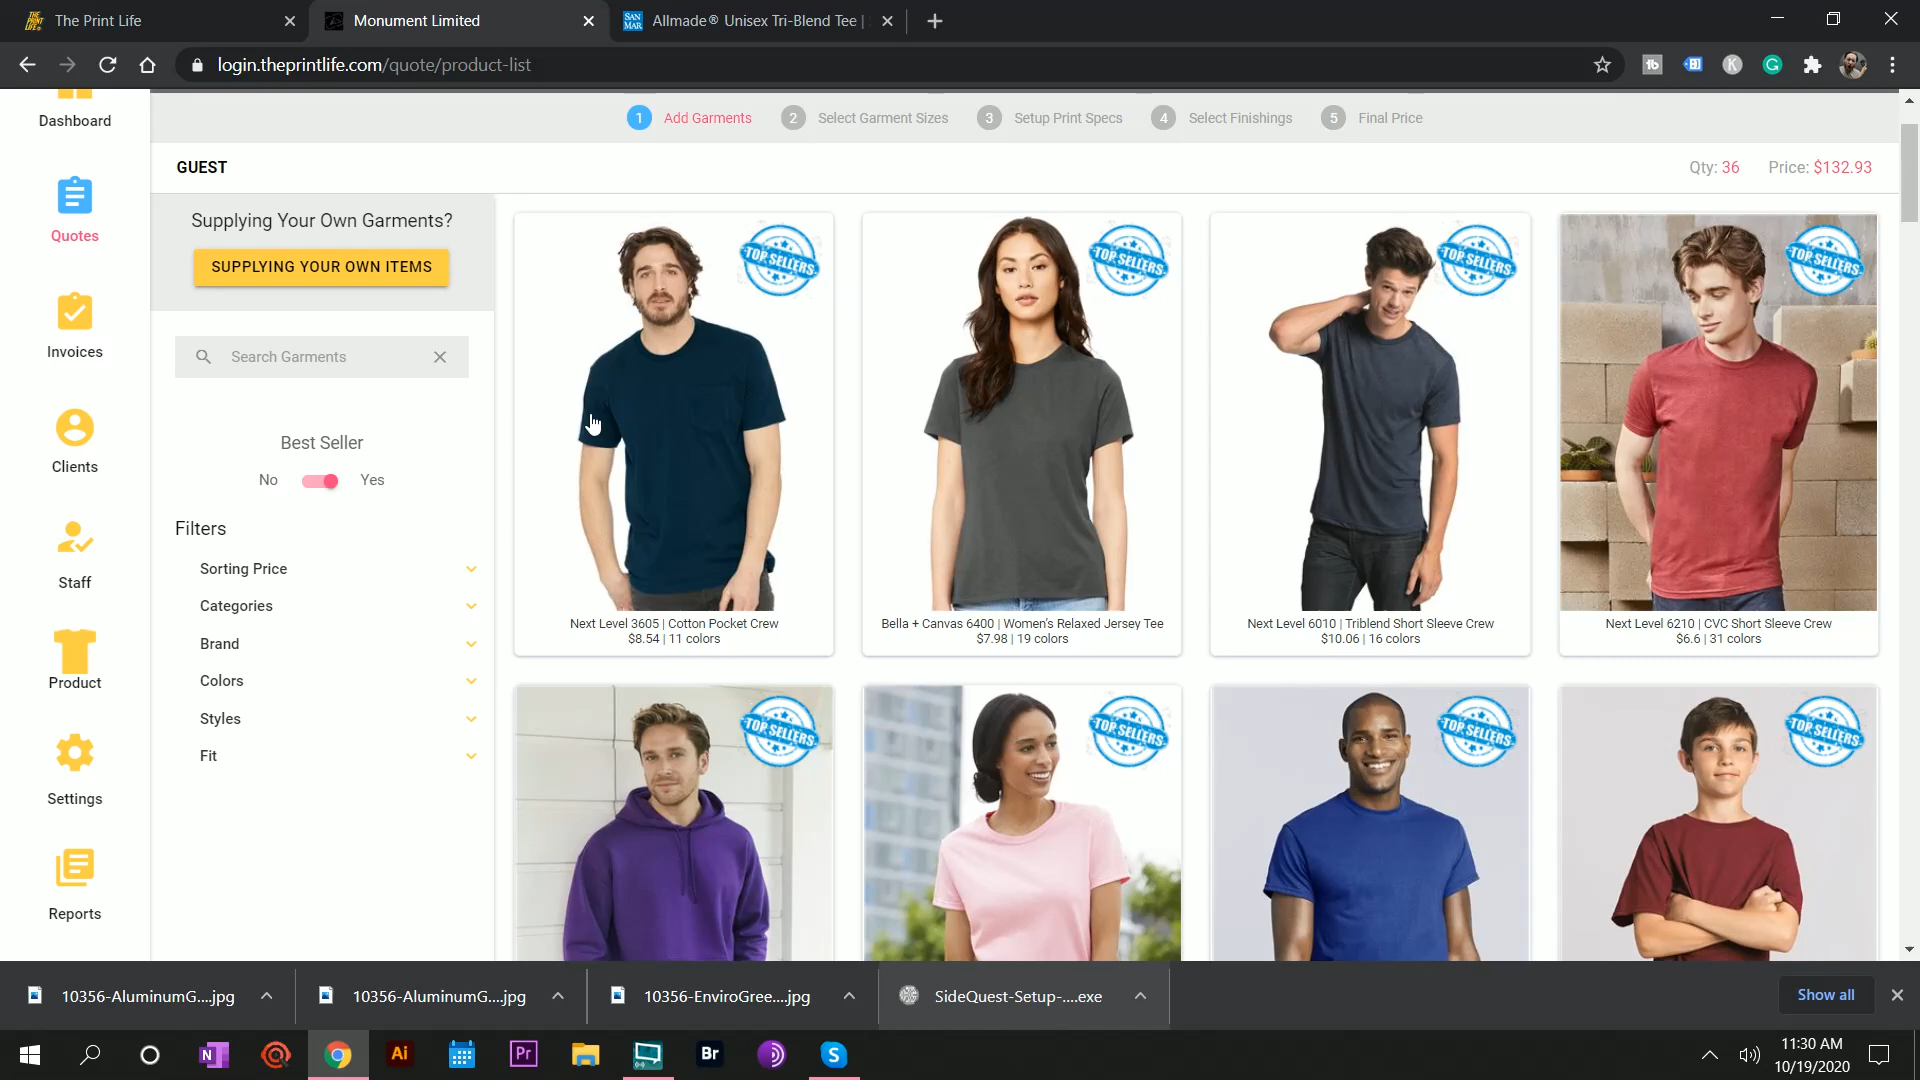 The Print Life
Monument Limited
SAN MAR
Allmade® Unisex Tri-Blend Tee |
login.theprintlife.com/quote/product-list
Dashboard
Quotes
Invoices
Clients
Staff
Product
Settings
Reports
1 Add Garments
2 Select Garment Sizes
3 Setup Print Specs
4 Select Finishings
5 Final Price
GUEST
Qty: 36
Price: $132.93
Supplying Your Own Garments?
SUPPLYING YOUR OWN ITEMS
Search Garments
Best Seller
No
Yes
Filters
Sorting Price
Categories
Brand
Colors
Styles
Fit
TOP SELLERS
TOP SELLERS
TOP SELLERS
TOP SELLERS
Next Level 3605 | Cotton Pocket Crew
$8.54 | 11 colors
Bella + Canvas 6400 | Women's Relaxed Jersey Tee
$7.98 | 19 colors
Next Level 6010 | Triblend Short Sleeve Crew
$10.06 | 16 colors
Next Level 6210 | CVC Short Sleeve Crew
$6.6 | 31 colors
TOP SELLERS
TOP SELLERS
TOP SELLERS
TOP SELLERS
10356-AluminumG....jpg
10356-AluminumG....jpg
10356-EnviroGree....jpg
SideQuest-Setup-....exe
Show all
N
Ai
Pr
Br
S
11:30 AM
10/19/2020